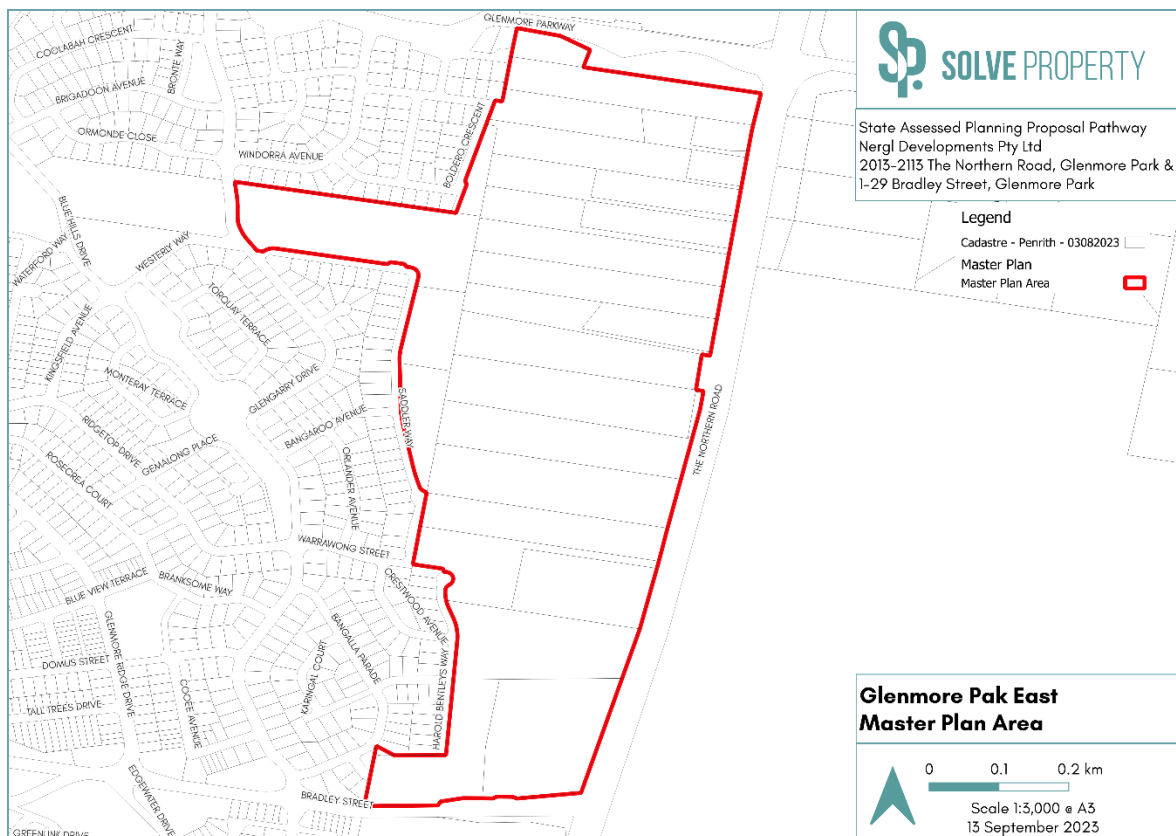 GLENMORE PARKWAY
COOLABAH CRESCENT
BRONTE WAY
BRIGADOON AVENUE
ORMONDE CLOSE
WINDORRA AVENUE
BOLDERO CRESCENT
BLUE HILLS DRIVE
WATERFORD WAY
WESTERLY WAY
TORQUAY TERRACE
KINGSFIELD AVENUE
MONTERAY TERRACE
GLENGARRY DRIVE
SADDLER WAY
BANGAROO AVENUE
RIDGETOP DRIVE
GEMALONG PLACE
ROSECREA COURT
ORLANDER AVENUE
THE NORTHERN ROAD
WARRAWONG STREET
BLUE VIEW TERRACE
BRANKSOME WAY
CRESTWOOD AVENUE
GLENMORE RIDGE DRIVE
BANGALLA PARADE
DOMUS STREET
KARINGAL COURT
HAROLD BENTLEYS WAY
TALL TREES DRIVE
COOEE AVENUE
EDGEWATER DRIVE
BRADLEY STREET
GREENLINK DRIVE
SP.
SOLVE PROPERTY
State Assessed Planning Proposal Pathway
Nergl Developments Pty Ltd
2013-2113 The Northern Road, Glenmore Park &
1-29 Bradley Street, Glenmore Park
Legend
Cadastre - Penrith - 03082023
Master Plan
Master Plan Area
Glenmore Pak East
Master Plan Area
0 0.1 0.2 km
Scale 1:3,000 @ A3
13 September 2023